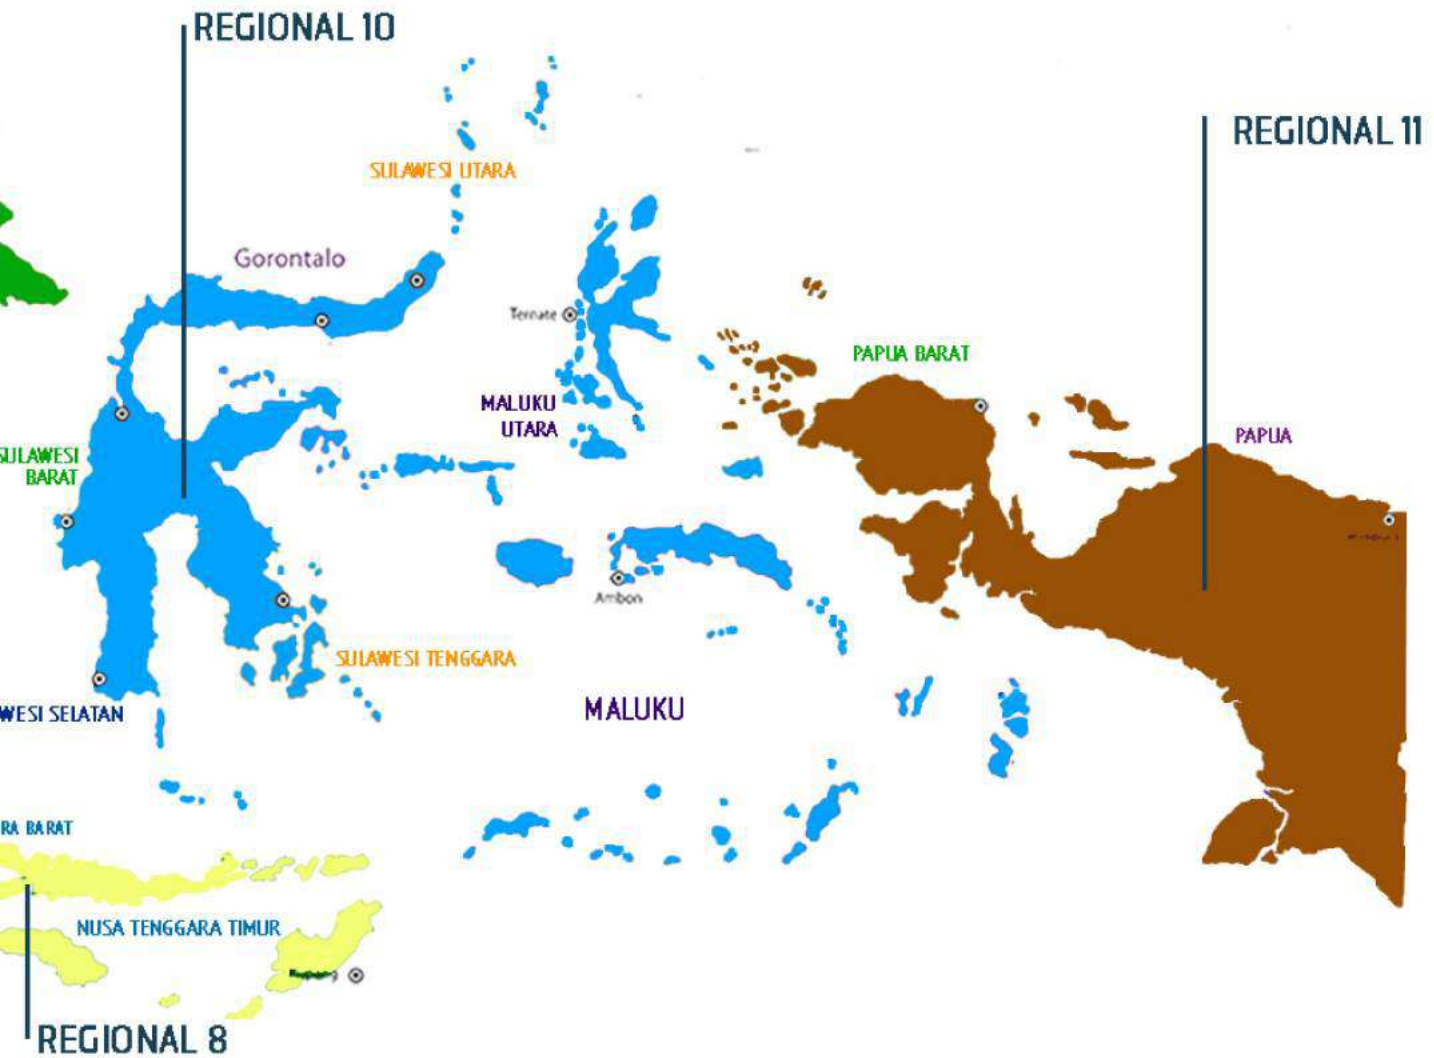 REGIONAL 10
REGIONAL 11
SULAWESI UTARA
Gorontalo
Ternate
PAPUA BARAT
MALUKU
UTARA
PAPUA
SULAWESI
BARAT
Ambon
SULAWESI TENGGARA
MALUKU
WESI SELATAN
RA BARAT
NUSA TENGGARA TIMUR
REGIONAL 8